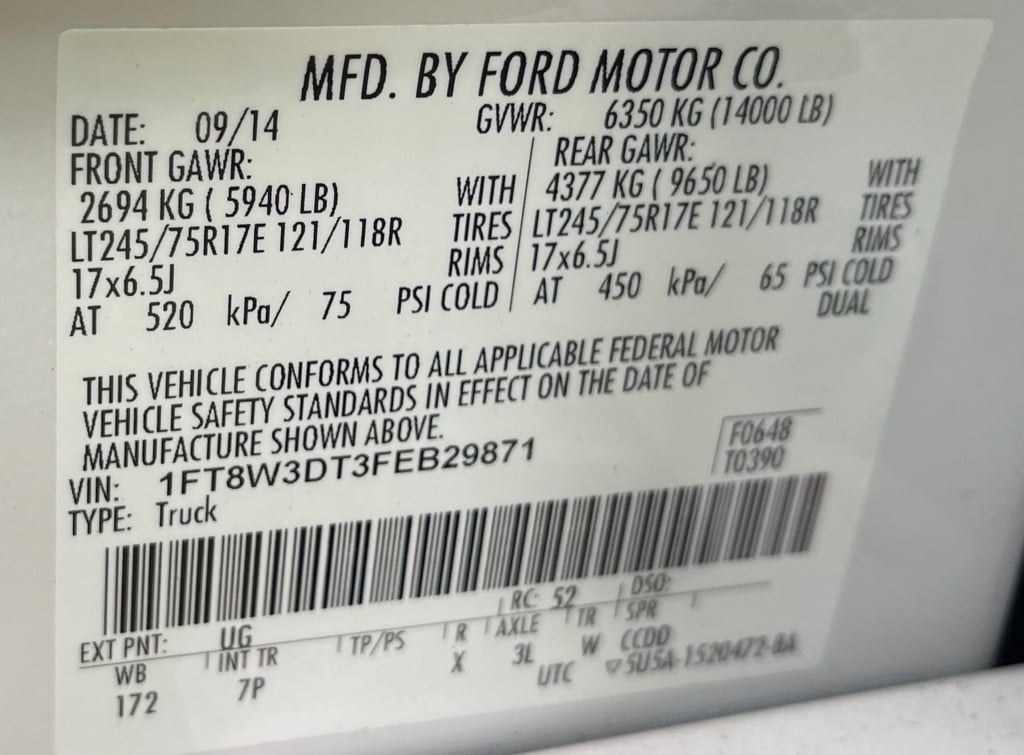 MFD. BY FORD MOTOR CO.
DATE: 09/14 GVWR: 6350 KG (14000 LB)
FRONT GAWR: REAR GAWR:
2694 KG ( 5940 LB) WITH 4377 KG ( 9650 LB) WITH
LT245/75R17E 121/118R TIRES LT245/75R17E 121/118R TIRES
17x6.5J RIMS 17x6.5J RIMS
AT 520 kPa/ 75 PSI COLD AT 450 kPa/ 65 PSI COLD
DUAL
THIS VEHICLE CONFORMS TO ALL APPLICABLE FEDERAL MOTOR
VEHICLE SAFETY STANDARDS IN EFFECT ON THE DATE OF
MANUFACTURE SHOWN ABOVE.
VIN: 1FT8W3DT3FEB29871 F0648
TYPE: Truck T0390
EXT PNT: UG RC: 52 DSO:
WB INT TR TP/PS R AXLE TR SPR
172 7P X 3L W CCDD
UTC ▽5U5A-1520472-BA